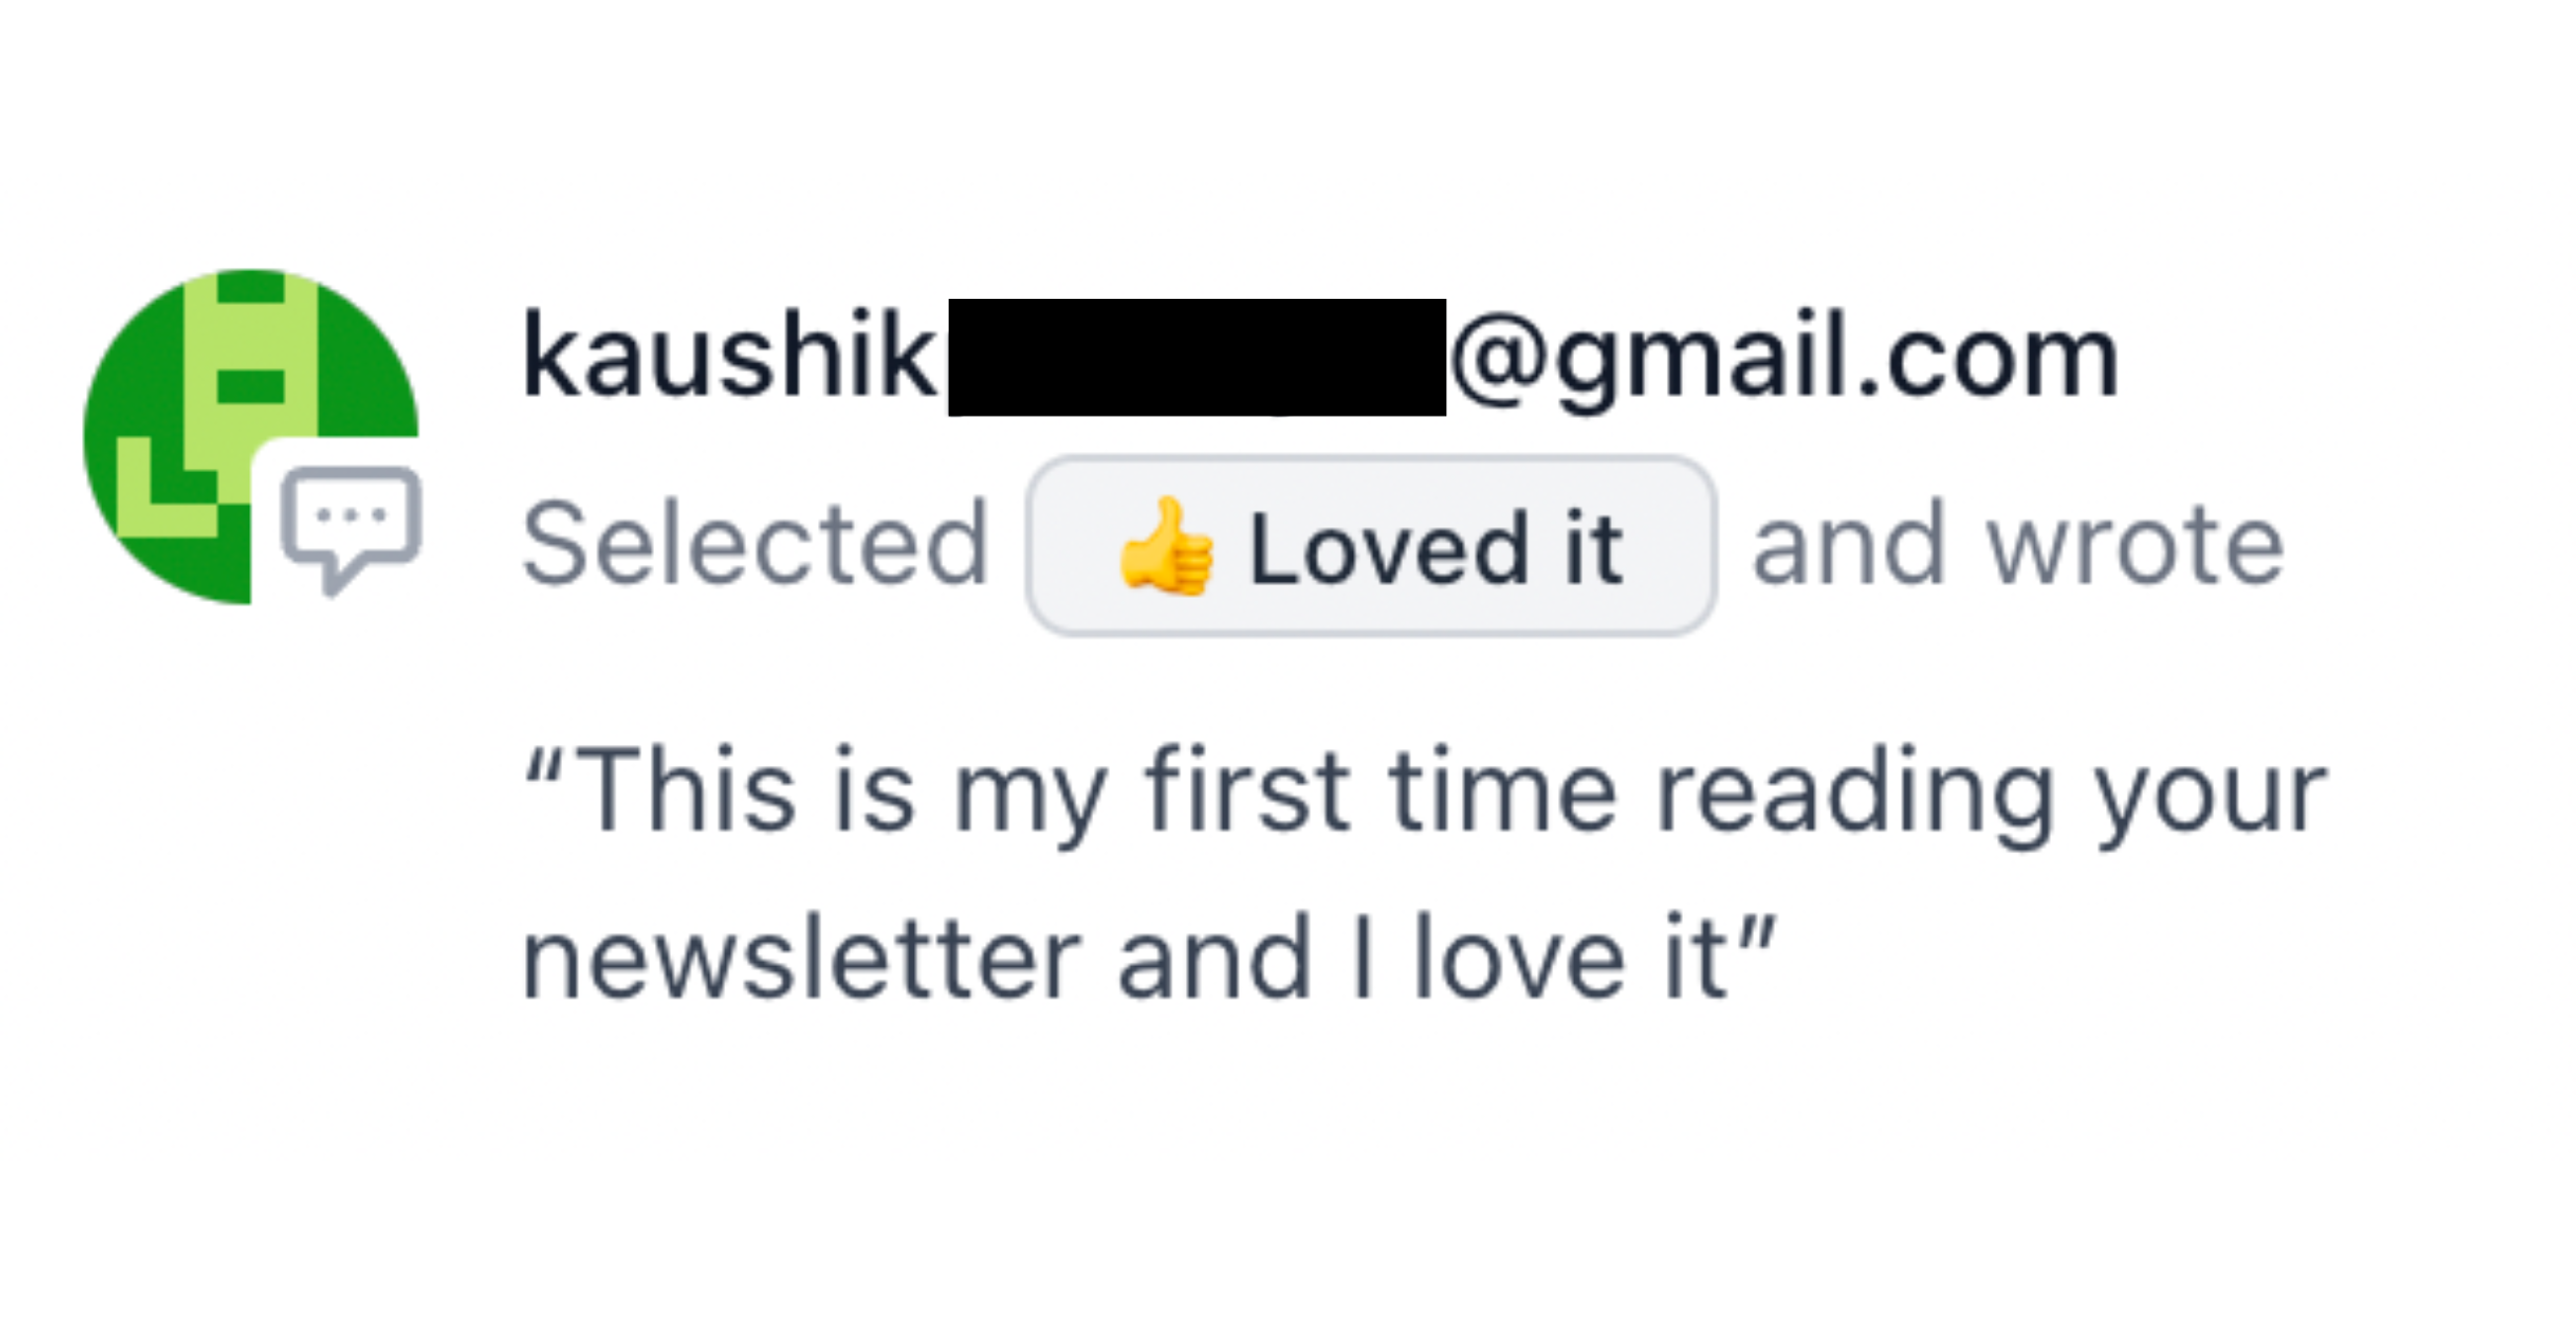 kaushik @gmail.com
Selected 👍 Loved it and wrote
“This is my first time reading your
newsletter and I love it”